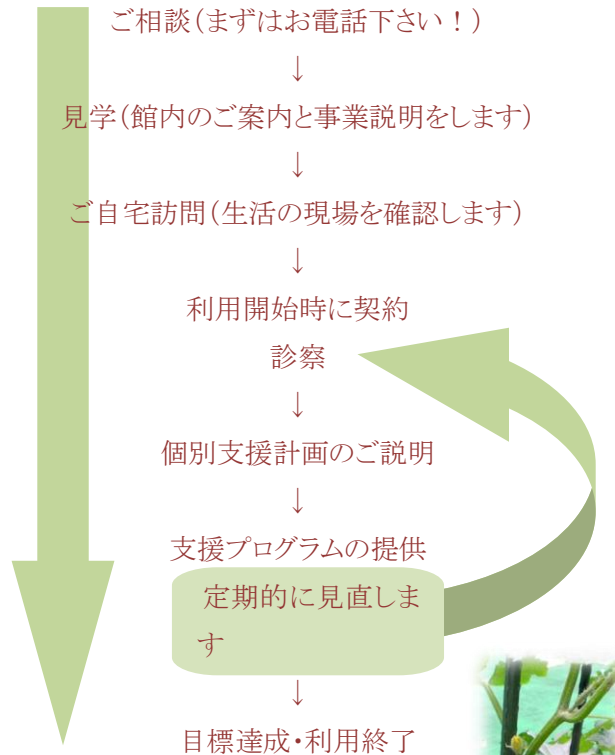 ご相談（まずはお電話下さい！）
↓
見学（館内のご案内と事業説明をします）
↓
ご自宅訪問（生活の現場を確認します）
↓
利用開始時に契約
診察
↓
個別支援計画のご説明
↓
支援プログラムの提供
定期的に見直しま
す
↓
目標達成・利用終了